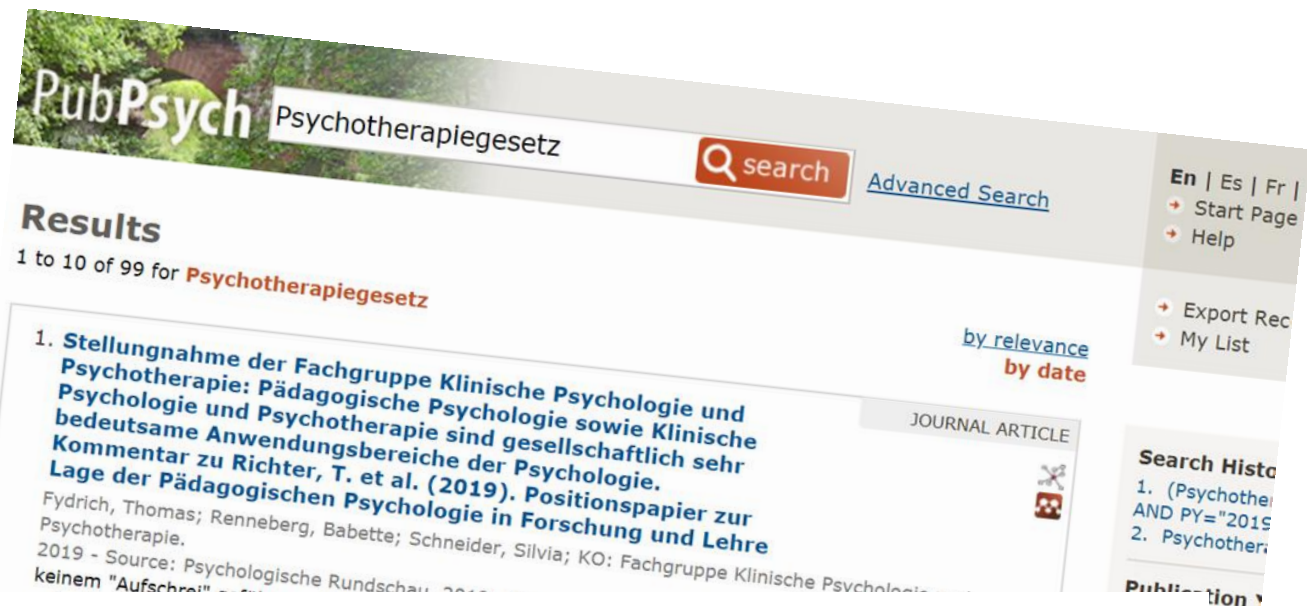 PubPsych
Psychotherapiegesetz
search
Advanced Search
En | Es | Fr |
Start Page
Help
Results
1 to 10 of 99 for Psychotherapiegesetz
Export Rec
My List
by relevance
by date
1. Stellungnahme der Fachgruppe Klinische Psychologie und
Psychotherapie: Pädagogische Psychologie sowie Klinische
Psychologie und Psychotherapie sind gesellschaftlich sehr
bedeutsame Anwendungsbereiche der Psychologie.
Kommentar zu Richter, T. et al. (2019). Positionspapier zur
Lage der Pädagogischen Psychologie in Forschung und Lehre
JOURNAL ARTICLE
Fydrich, Thomas; Renneberg, Babette; Schneider, Silvia; KO: Fachgruppe Klinische Psychologie
Psychotherapie.
2019 - Source: Psychologische Rundschau,
keinem "Aufschrei"
Search Histo
1. (Psychothe
AND PY="2019
2. Psychothera